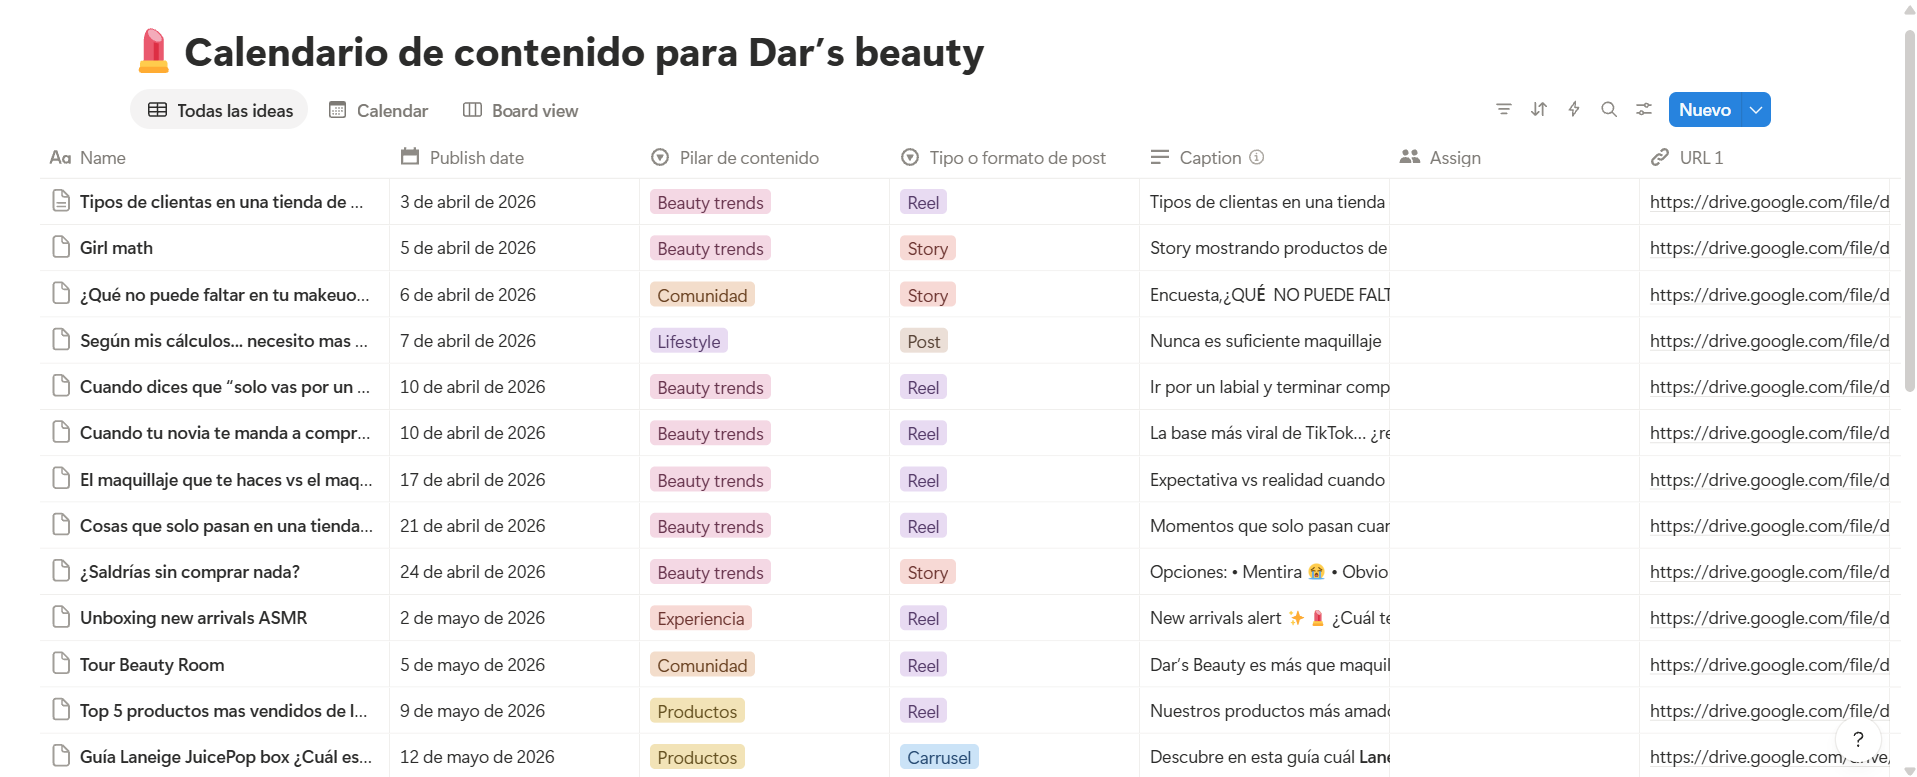 Calendario de contenido para Dar’s beauty
Todas las ideas Calendar Board view Nuevo
Aa Name Publish date Pilar de contenido Tipo o formato de post Caption Assign URL 1
Tipos de clientas en una tienda de ... 3 de abril de 2026 Beauty trends Reel Tipos de clientas en una tienda https://drive.google.com/file/d
Girl math 5 de abril de 2026 Beauty trends Story Story mostrando productos de https://drive.google.com/file/d
¿Qué no puede faltar en tu makeuo... 6 de abril de 2026 Comunidad Story Encuesta,¿QUÉ NO PUEDE FALT https://drive.google.com/file/d
Según mis cálculos... necesito mas ... 7 de abril de 2026 Lifestyle Post Nunca es suficiente maquillaje https://drive.google.com/file/d
Cuando dices que “solo vas por un ... 10 de abril de 2026 Beauty trends Reel Ir por un labial y terminar comp https://drive.google.com/file/d
Cuando tu novia te manda a compr... 10 de abril de 2026 Beauty trends Reel La base más viral de TikTok... ¿re https://drive.google.com/file/d
El maquillaje que te haces vs el maq... 17 de abril de 2026 Beauty trends Reel Expectativa vs realidad cuando https://drive.google.com/file/d
Cosas que solo pasan en una tienda... 21 de abril de 2026 Beauty trends Reel Momentos que solo pasan cuan https://drive.google.com/file/d
¿Saldrías sin comprar nada? 24 de abril de 2026 Beauty trends Story Opciones: • Mentira 😭 • Obvio https://drive.google.com/file/d
Unboxing new arrivals ASMR 2 de mayo de 2026 Experiencia Reel New arrivals alert ✨💄 ¿Cuál te https://drive.google.com/file/d
Tour Beauty Room 5 de mayo de 2026 Comunidad Reel Dar’s Beauty es más que maquil https://drive.google.com/file/d
Top 5 productos mas vendidos de l... 9 de mayo de 2026 Productos Reel Nuestros productos más amado https://drive.google.com/file/d
Guía Laneige JuicePop box ¿Cuál es... 12 de mayo de 2026 Productos Carrusel Descubre en esta guía cuál Lane https://drive.google.com/drive/
?